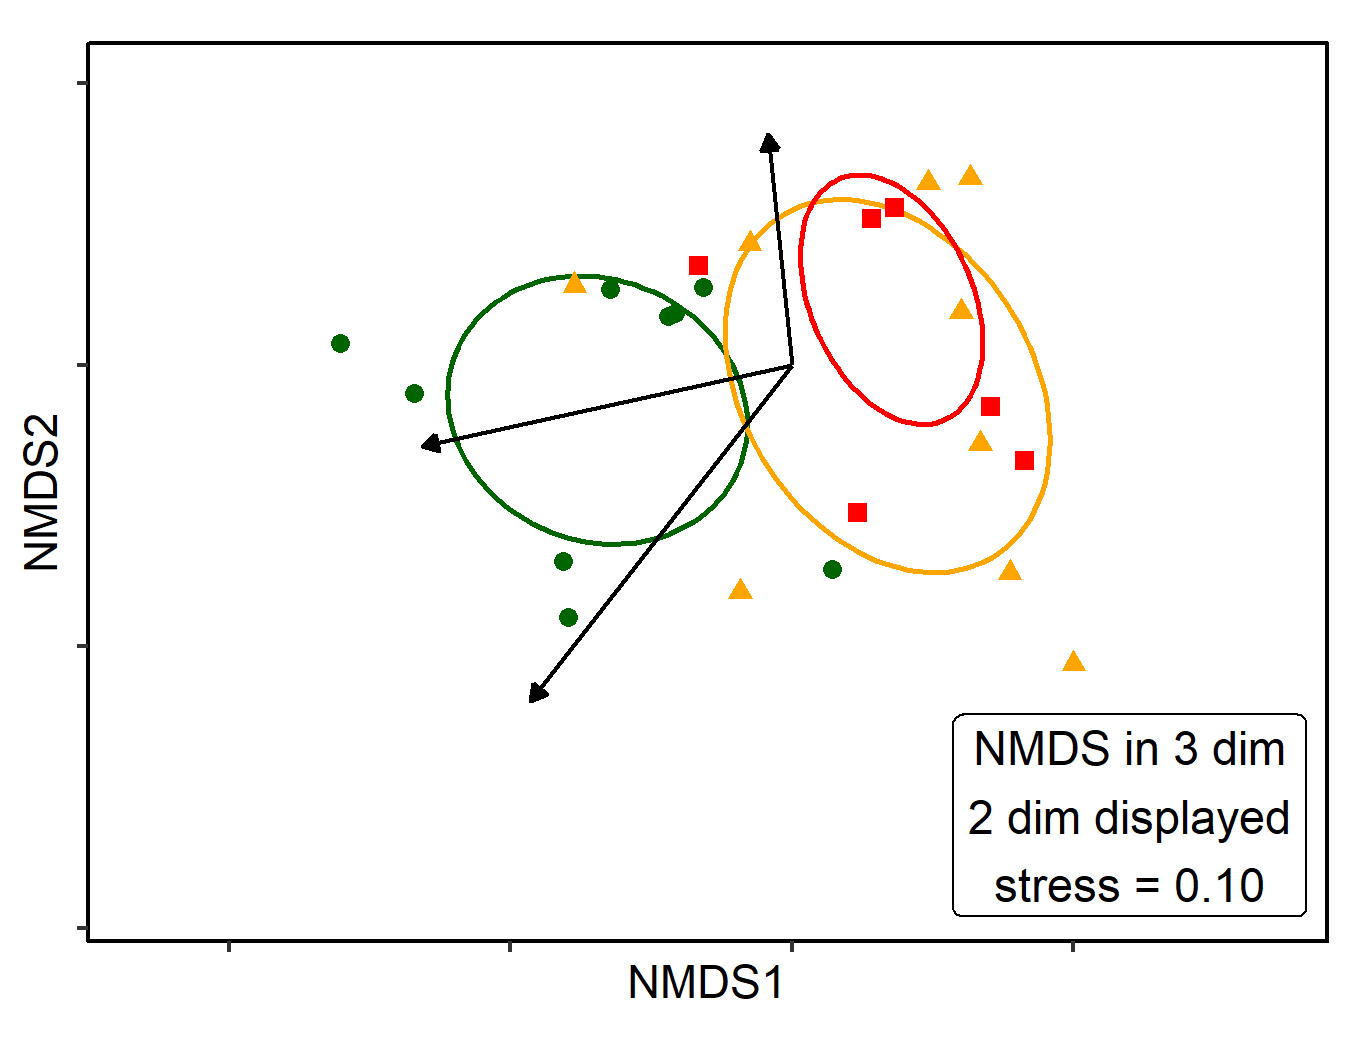 NMDS2
NMDS in 3 dim
2 dim displayed
stress = 0.10
NMDS1